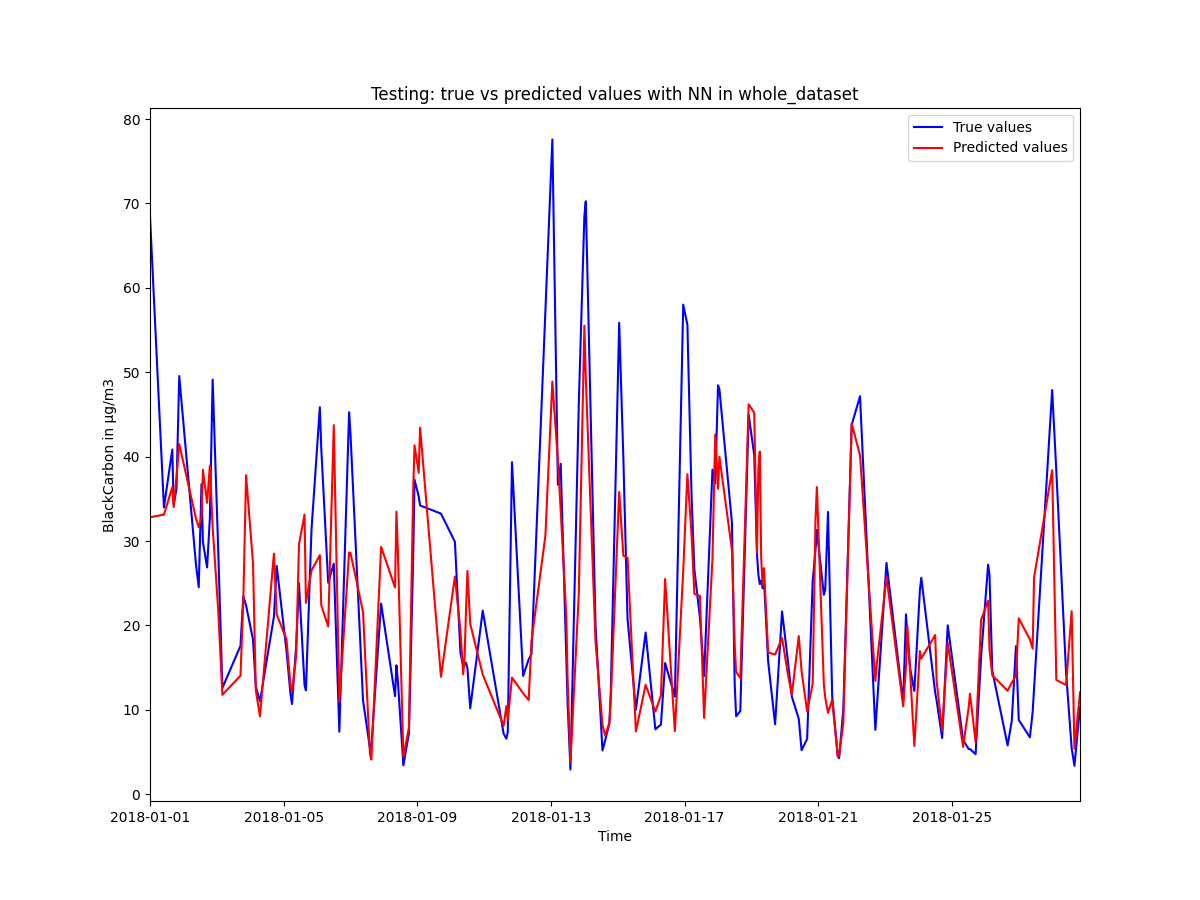 Testing: true vs predicted values with NN in whole_dataset
True values
Predicted values
80
70
60
50
40
30
20
10
0
BlackCarbon in µg/m3
2018-01-01 2018-01-05 2018-01-09 2018-01-13 2018-01-17 2018-01-21 2018-01-25
Time